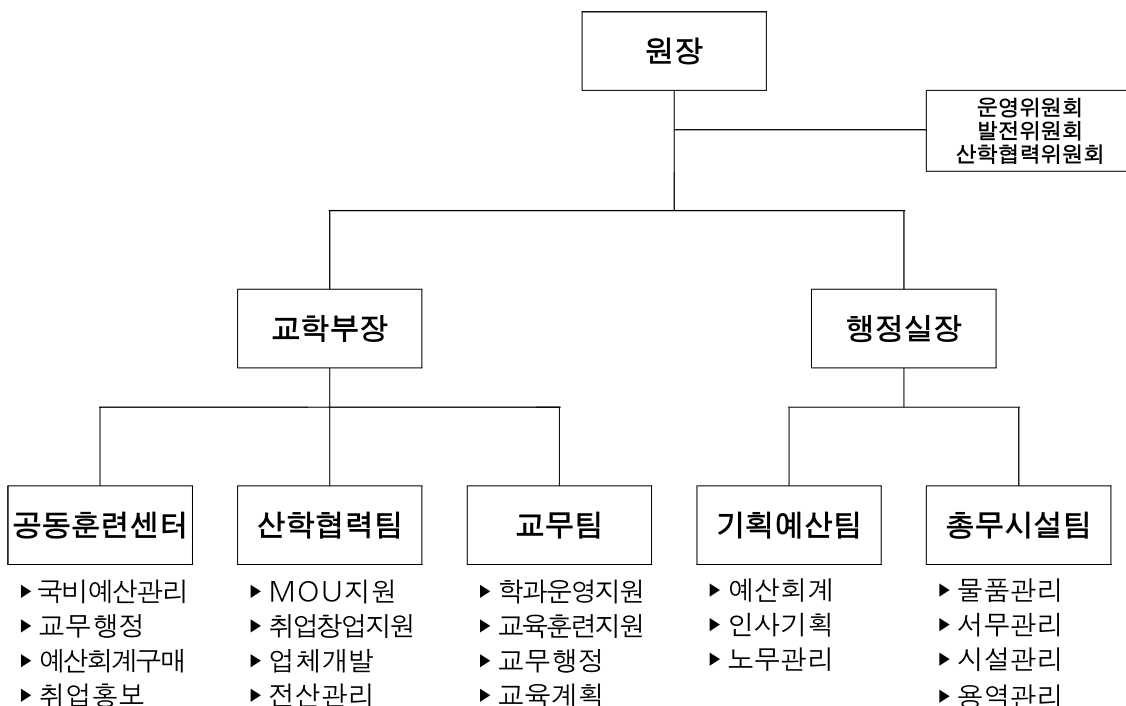 원장
운영위원회
발전위원회
산학협력위원회
교학부장
행정실장
공동훈련센터
산학협력팀
교무팀
기획예산팀
총무시설팀
▶국비예산관리
▶교무행정
▶예산회계구매
▶취업홍보
▶MOU지원
▶취업창업지원
▶업체개발
▶전산관리
▶학과운영지원
▶교육훈련지원
▶교무행정
▶교육계획
▶예산회계
▶인사기획
▶노무관리
▶물품관리
▶서무관리
▶시설관리
▶용역관리